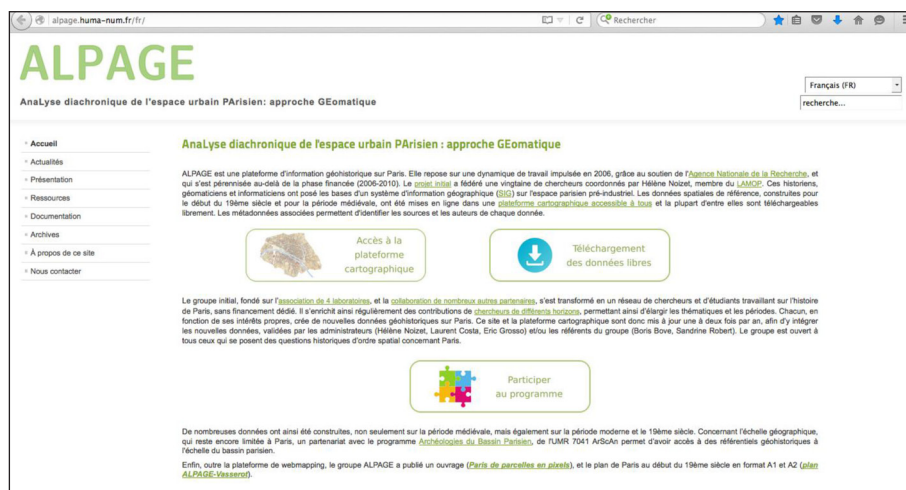 alpage.huma-num.fr/fr/
Rechercher
ALPAGE
AnaLyse diachronique de l'espace urbain PArisien: approche GEomatique
Français (FR)
recherche...
Accueil
Actualités
Présentation
Ressources
Documentation
Archives
À propos de ce site
Nous contacter
AnaLyse diachronique de l'espace urbain PArisien : approche GEomatique
ALPAGE est une plateforme d'information géohistorique sur Paris. Elle repose sur une dynamique de travail impulsée en 2006, grâce au soutien de l'Agence Nationale de la Recherche, et
qui s'est pérennisée au-delà de la phase financée (2006-2010). Le projet initial a fédéré une vingtaine de chercheurs coordonnés par Hélène Noizet, membre du LAMOP. Ces historiens,
géomaticiens et informaticiens ont posé les bases d'un système d'information géographique (SIG) sur l'espace parisien pré-industriel. Les données spatiales de référence, construites pour
le début du 19ème siècle et pour la période médiévale, ont été mises en ligne dans une plateforme cartographique accessible à tous et la plupart d'entre elles sont téléchargeables
librement. Les métadonnées associées permettent d'identifier les sources et les auteurs de chaque donnée.
Accès à la
plateforme
cartographique
Téléchargement
des données libres
Le groupe initial, fondé sur l'association de 4 laboratoires, et la collaboration de nombreux autres partenaires, s'est transformé en un réseau de chercheurs et d'étudiants travaillant sur l'histoire
de Paris, sans financement dédié. Il s'enrichit ainsi régulièrement des contributions de chercheurs de différents horizons, permettant ainsi d'élargir les thématiques et les périodes. Chacun, en
fonction de ses intérêts propres, crée de nouvelles données géohistoriques sur Paris. Ce site et la plateforme cartographique sont donc mis à jour une à deux fois par an, afin d'y intégrer
les nouvelles données, validées par les administrateurs (Hélène Noizet, Laurent Costa, Eric Grosso) et/ou les référents du groupe (Boris Bove, Sandrine Robert). Le groupe est ouvert à
tous ceux qui se posent des questions historiques d'ordre spatial concernant Paris.
Participer
au programme
De nombreuses données ont ainsi été construites, non seulement sur la période médiévale, mais également sur la période moderne et le 19ème siècle. Concernant l'échelle géographique,
qui reste encore limitée à Paris, un partenariat avec le programme Archéologies du Bassin Parisien, de l'UMR 7041 ArScAn permet d'avoir accès à des référentiels géohistoriques à
l'échelle du bassin parisien.
Enfin, outre la plateforme de webmapping, le groupe ALPAGE a publié un ouvrage (Paris de parcelles en pixels), et le plan de Paris au début du 19ème siècle en format A1 et A2 (plan
ALPAGE-Vasserot).